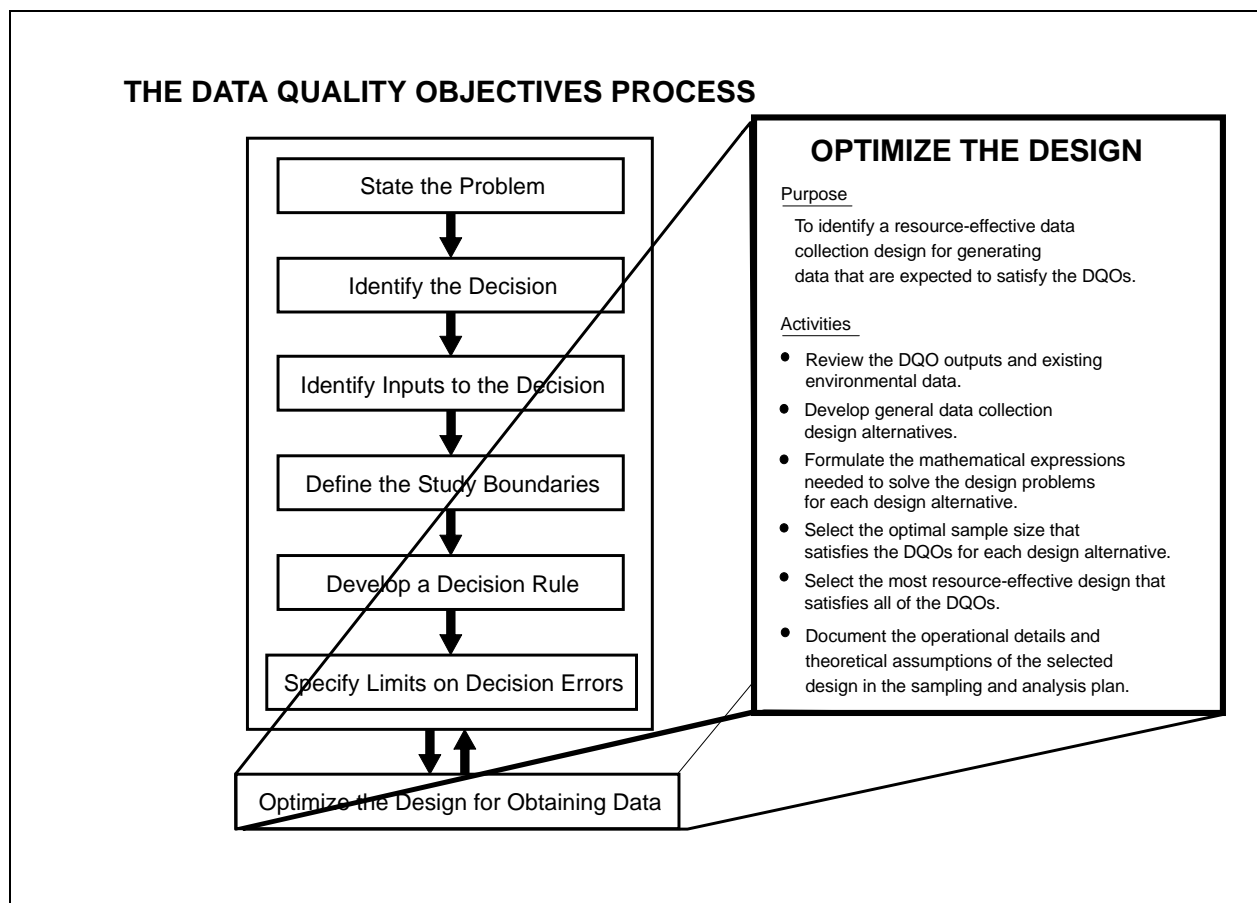 THE DATA QUALITY OBJECTIVES PROCESS
State the Problem
Identify the Decision
Identify Inputs to the Decision
Define the Study Boundaries
Develop a Decision Rule
Specify Limits on Decision Errors
Optimize the Design for Obtaining Data
OPTIMIZE THE DESIGN
Purpose
To identify a resource-effective data
collection design for generating
data that are expected to satisfy the DQOs.
Activities
• Review the DQO outputs and existing
environmental data.
• Develop general data collection
design alternatives.
• Formulate the mathematical expressions
needed to solve the design problems
for each design alternative.
• Select the optimal sample size that
satisfies the DQOs for each design alternative.
• Select the most resource-effective design that
satisfies all of the DQOs.
• Document the operational details and
theoretical assumptions of the selected
design in the sampling and analysis plan.